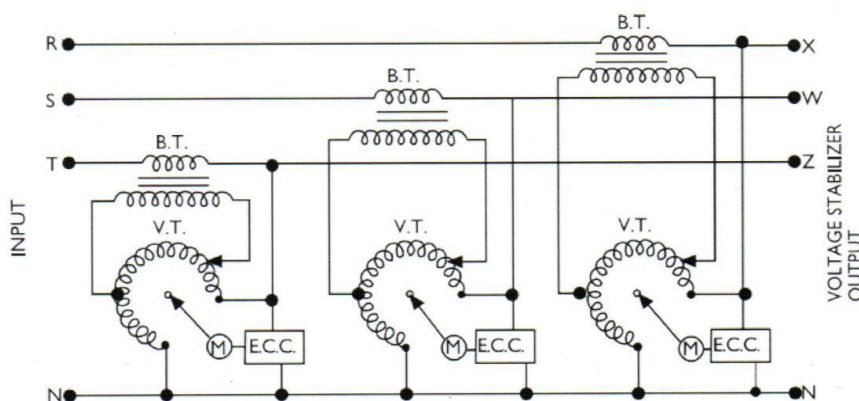 B.T.
R
X
B.T.
S
W
B.T.
T
Z
V.T.
V.T.
V.T.
INPUT
VOLTAGE STABILIZER
OUTPUT
M
E.C.C.
M
E.C.C.
M
E.C.C.
N
N